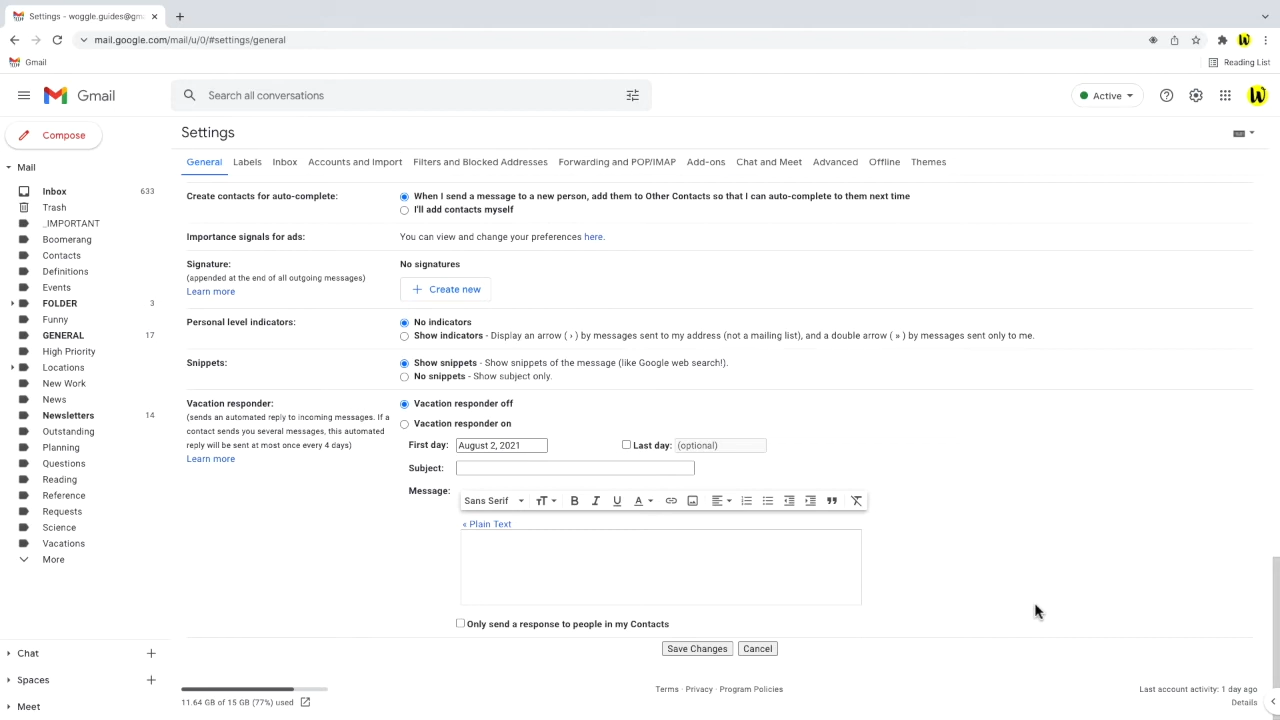 Settings - woggle.guides@gm
mail.google.com/mail/u/0/#settings/general
Gmail
Reading List
Gmail
Search all conversations
Active
Compose
Settings
Mail
General Labels Inbox Accounts and Import Filters and Blocked Addresses Forwarding and POP/IMAP Add-ons Chat and Meet Advanced Offline Themes
Inbox 633
Trash
_IMPORTANT
Boomerang
Contacts
Definitions
Events
FOLDER 3
Funny
GENERAL 17
High Priority
Locations
New Work
News
Newsletters 14
Outstanding
Planning
Questions
Reading
Reference
Requests
Science
Vacations
More
Chat
Spaces
Meet
Create contacts for auto-complete: When I send a message to a new person, add them to Other Contacts so that I can auto-complete to them next time
I'll add contacts myself
Importance signals for ads: You can view and change your preferences here.
Signature: No signatures
(appended at the end of all outgoing messages)
Learn more
Create new
Personal level indicators: No indicators
Show indicators - Display an arrow ( › ) by messages sent to my address (not a mailing list), and a double arrow ( » ) by messages sent only to me.
Snippets: Show snippets - Show snippets of the message (like Google web search!).
No snippets - Show subject only.
Vacation responder: Vacation responder off
(sends an automated reply to incoming messages. If a
contact sends you several messages, this automated
reply will be sent at most once every 4 days)
Learn more
Vacation responder on
First day: August 2, 2021 Last day: (optional)
Subject:
Message:
Sans Serif
« Plain Text
Only send a response to people in my Contacts
Save Changes Cancel
11.64 GB of 15 GB (77%) used
Terms · Privacy · Program Policies
Last account activity: 1 day ago
Details